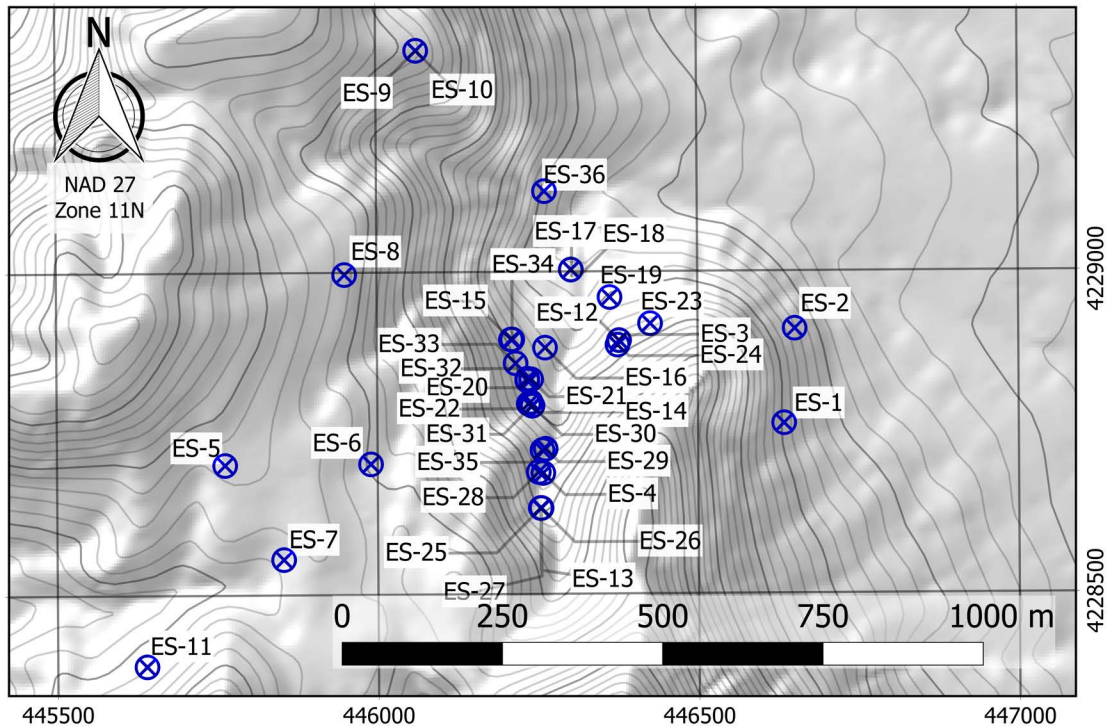 N
NAD 27
Zone 11N
ES-9
ES-10
ES-36
ES-17
ES-18
ES-8
ES-34
ES-19
ES-15
ES-12
ES-23
ES-2
ES-33
ES-3
ES-24
ES-32
ES-16
ES-20
ES-21
ES-22
ES-14
ES-1
ES-31
ES-30
ES-5
ES-6
ES-35
ES-29
ES-28
ES-4
ES-7
ES-25
ES-26
ES-27
ES-13
ES-11
0
250
500
750
1000 m
4229000
4228500
445500
446000
446500
447000